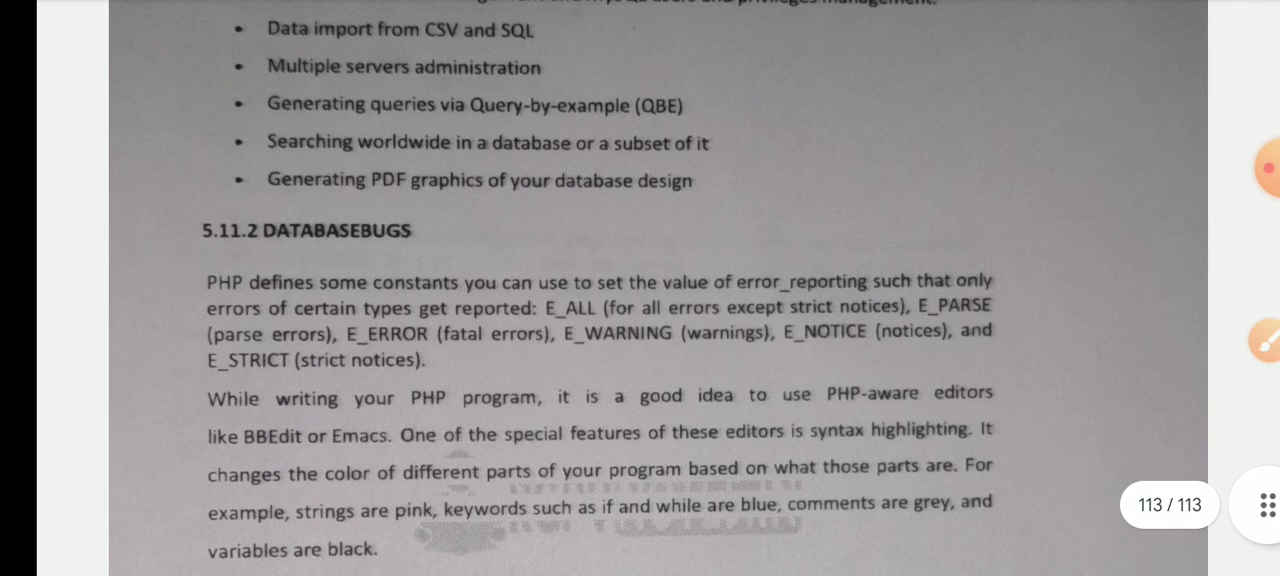 privileges management.
• Data import from CSV and SQL
• Multiple servers administration
• Generating queries via Query-by-example (QBE)
• Searching worldwide in a database or a subset of it
• Generating PDF graphics of your database design
5.11.2 DATABASEBUGS
PHP defines some constants you can use to set the value of error_reporting such that only
errors of certain types get reported: E_ALL (for all errors except strict notices), E_PARSE
(parse errors), E_ERROR (fatal errors), E_WARNING (warnings), E_NOTICE (notices), and
E_STRICT (strict notices).
While writing your PHP program, it is a good idea to use PHP-aware editors
like BBEdit or Emacs. One of the special features of these editors is syntax highlighting. It
changes the color of different parts of your program based on what those parts are. For
example, strings are pink, keywords such as if and while are blue, comments are grey, and
variables are black.
113 / 113